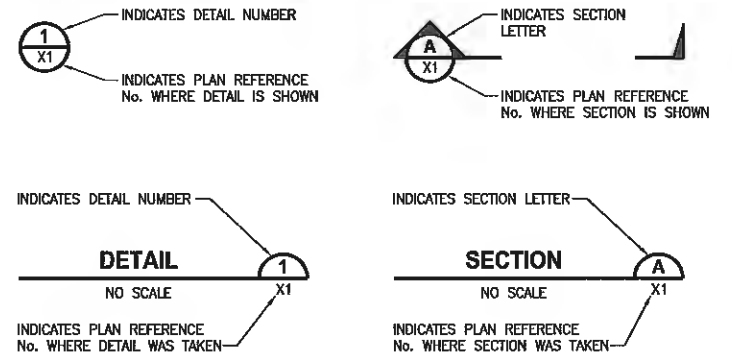 INDICATES DETAIL NUMBER
1
X1
INDICATES PLAN REFERENCE
No. WHERE DETAIL IS SHOWN
INDICATES SECTION
LETTER
A
X1
INDICATES PLAN REFERENCE
No. WHERE SECTION IS SHOWN
INDICATES DETAIL NUMBER
DETAIL
1
NO SCALE
X1
INDICATES PLAN REFERENCE
No. WHERE DETAIL WAS TAKEN
INDICATES SECTION LETTER
SECTION
A
NO SCALE
X1
INDICATES PLAN REFERENCE
No. WHERE SECTION WAS TAKEN